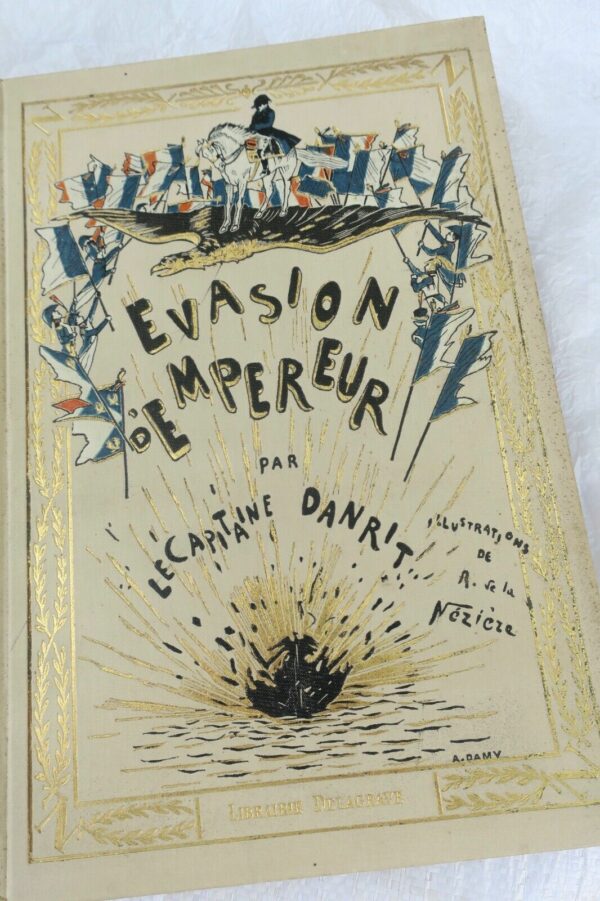 EVASION
D'EMPEREUR
PAR
LE CAPITAINE DANRIT
ILLUSTRATIONS
DE
R. de la
Nézière
A. DAMY
LIBRAIRIE DELAGRAVE